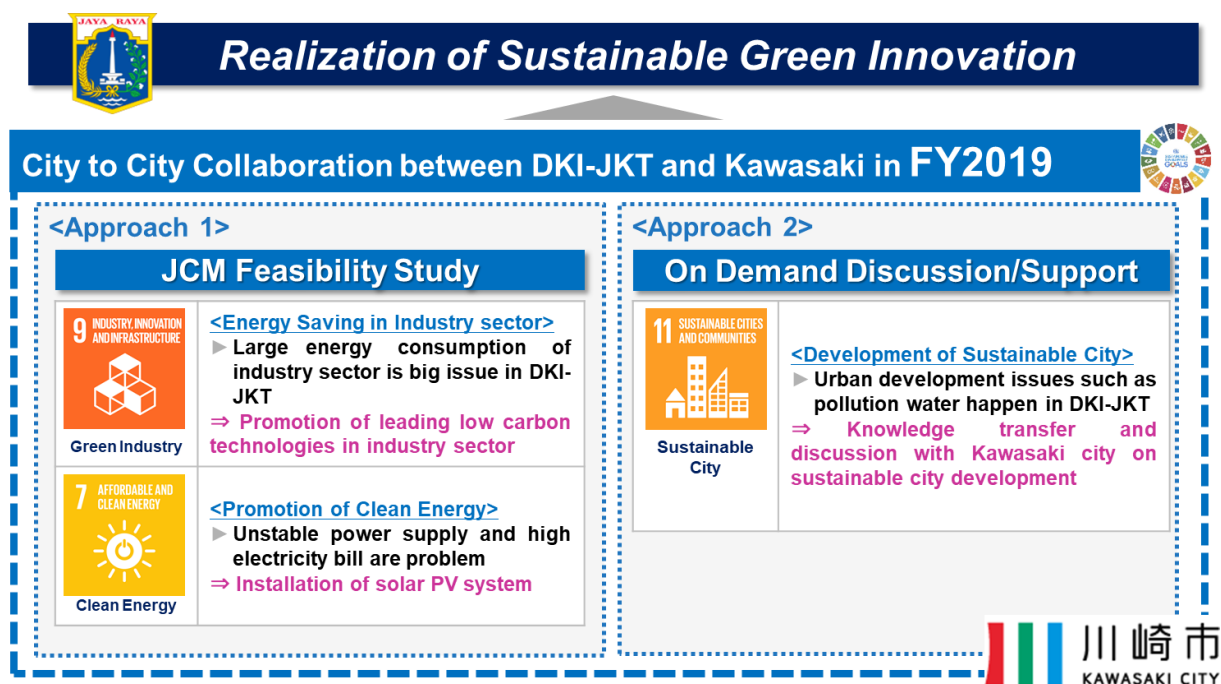 JAYA RAYA
Realization of Sustainable Green Innovation
City to City Collaboration between DKI-JKT and Kawasaki in FY2019
<Approach 1>
JCM Feasibility Study
9 INDUSTRY, INNOVATION
AND INFRASTRUCTURE
Green Industry
<Energy Saving in Industry sector>
► Large energy consumption of
industry sector is big issue in DKI-
JKT
⇒ Promotion of leading low carbon
technologies in industry sector
7 AFFORDABLE AND
CLEAN ENERGY
Clean Energy
<Promotion of Clean Energy>
► Unstable power supply and high
electricity bill are problem
⇒ Installation of solar PV system
<Approach 2>
On Demand Discussion/Support
11 SUSTAINABLE CITIES
AND COMMUNITIES
Sustainable
City
<Development of Sustainable City>
► Urban development issues such as
pollution water happen in DKI-JKT
⇒ Knowledge transfer and
discussion with Kawasaki city on
sustainable city development
GOALS
川崎市
KAWASAKI CITY